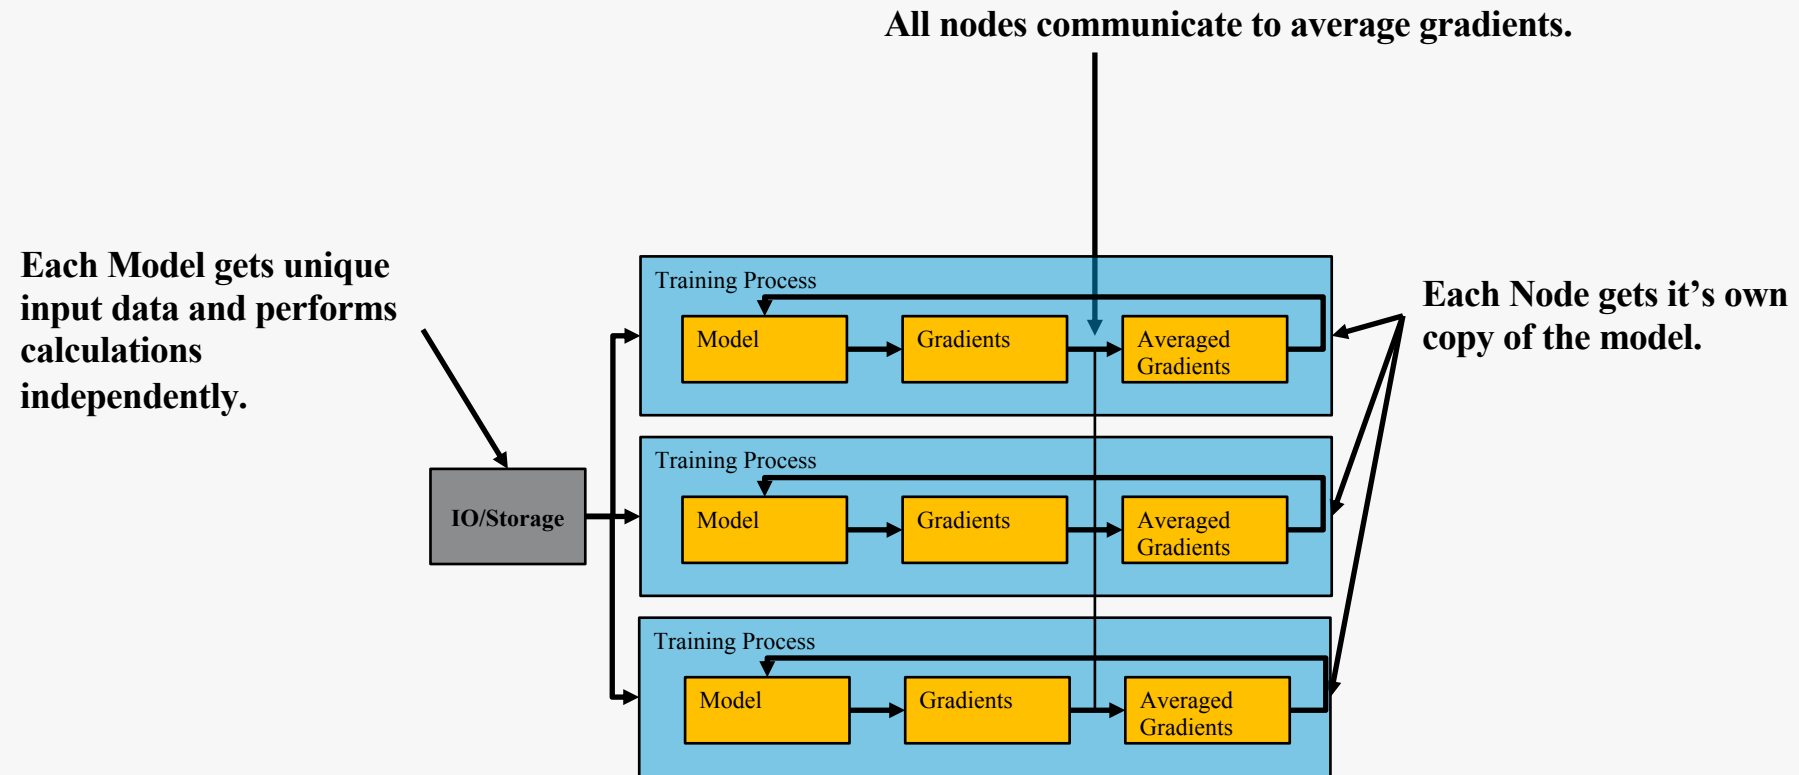 All nodes communicate to average gradients.
Each Model gets unique
input data and performs
calculations
independently.
IO/Storage
Training Process
Model
Gradients
Averaged
Gradients
Training Process
Model
Gradients
Averaged
Gradients
Training Process
Model
Gradients
Averaged
Gradients
Each Node gets it’s own
copy of the model.